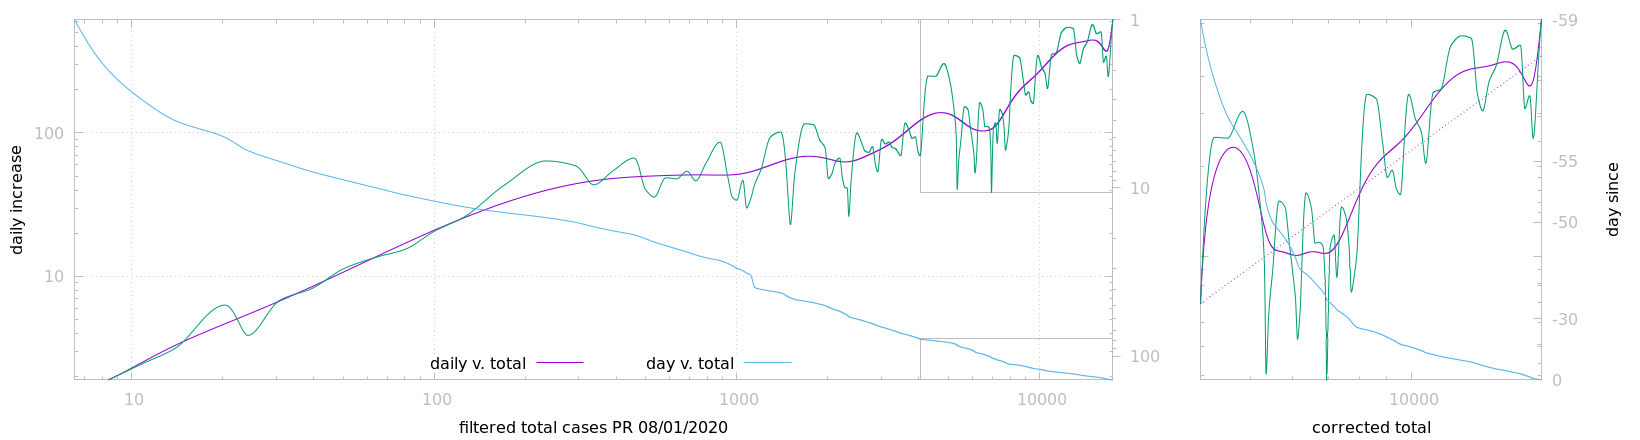 1
-59
100
daily increase
10
-55
-50
day since
10
-30
daily v. total
day v. total
100
0
10
100
1000
10000
10000
filtered total cases PR 08/01/2020
corrected total